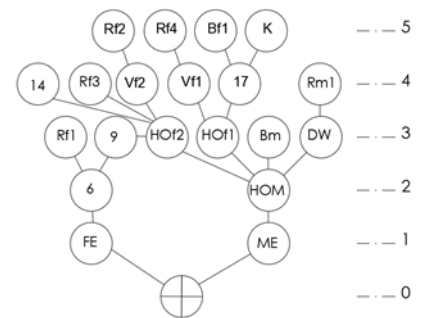 Rf2 Rf4 Bf1 K 5
14 Rf3 Vf2 Vf1 17 Rm1 4
Rf1 9 HOf2 HOf1 Bm DW 3
6 HOM 2
FE ME 1
0